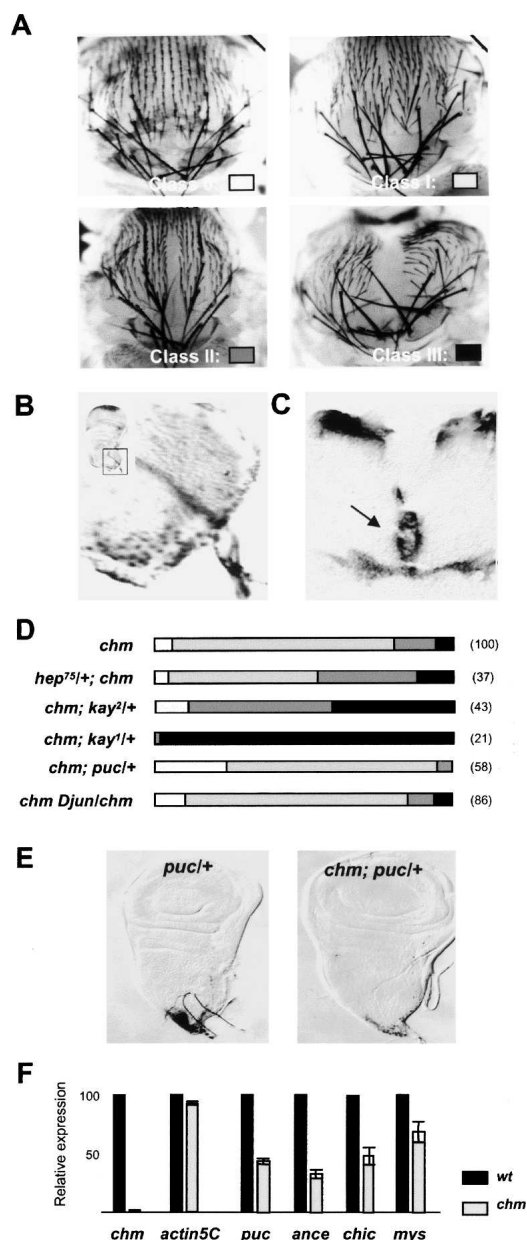 A
Class 0:
Class I:
Class II:
Class III:
B
C
D
chm (100)
hep⁷⁵/+; chm (37)
chm; kay²/+ (43)
chm; kay¹/+ (21)
chm; puc/+ (58)
chm Djun/chm (86)
E
puc/+
chm; puc/+
F
Relative expression
100
50
chm actin5C puc ance chic mys
wt
chm